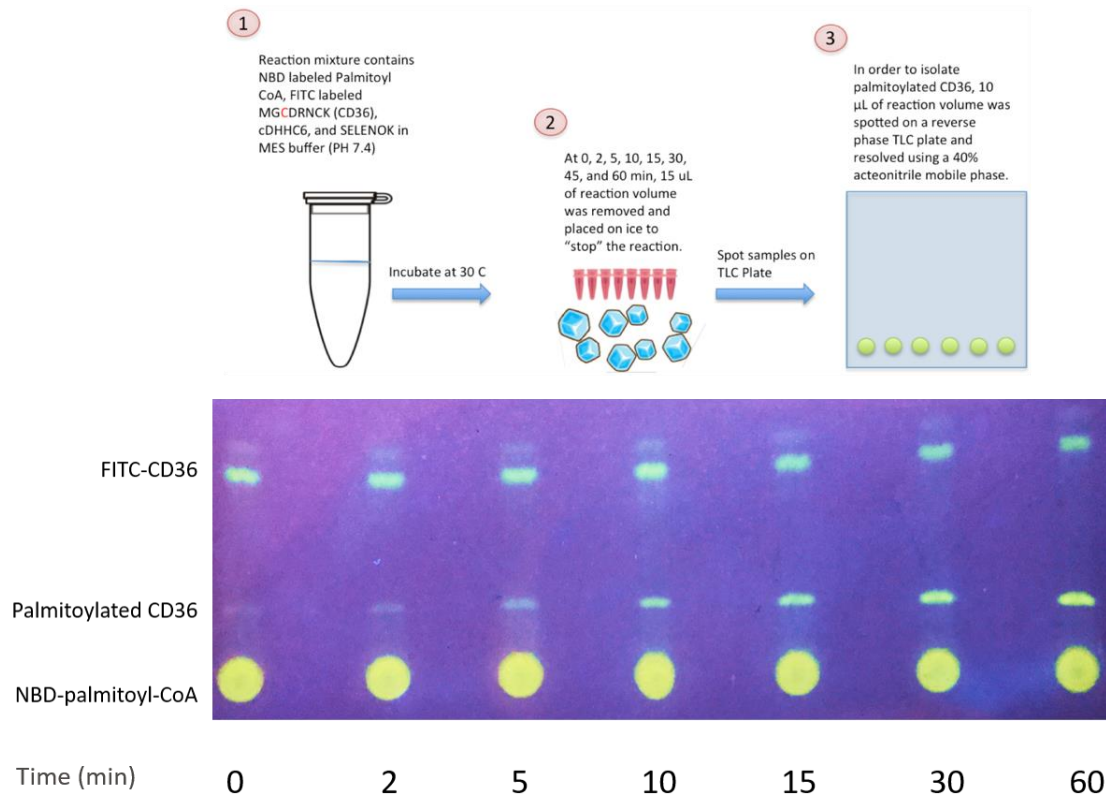 1
Reaction mixture contains
NBD labeled Palmitoyl
CoA, FITC labeled
MGCDRNCK (CD36),
cDHHC6, and SELENOK in
MES buffer (PH 7.4)
Incubate at 30 C
2
At 0, 2, 5, 10, 15, 30,
45, and 60 min, 15 uL
of reaction volume
was removed and
placed on ice to
“stop” the reaction.
Spot samples on
TLC Plate
3
In order to isolate
palmitoylated CD36, 10
µL of reaction volume was
spotted on a reverse
phase TLC plate and
resolved using a 40%
acteonitrile mobile phase.
FITC-CD36
Palmitoylated CD36
NBD-palmitoyl-CoA
Time (min) 0 2 5 10 15 30 60